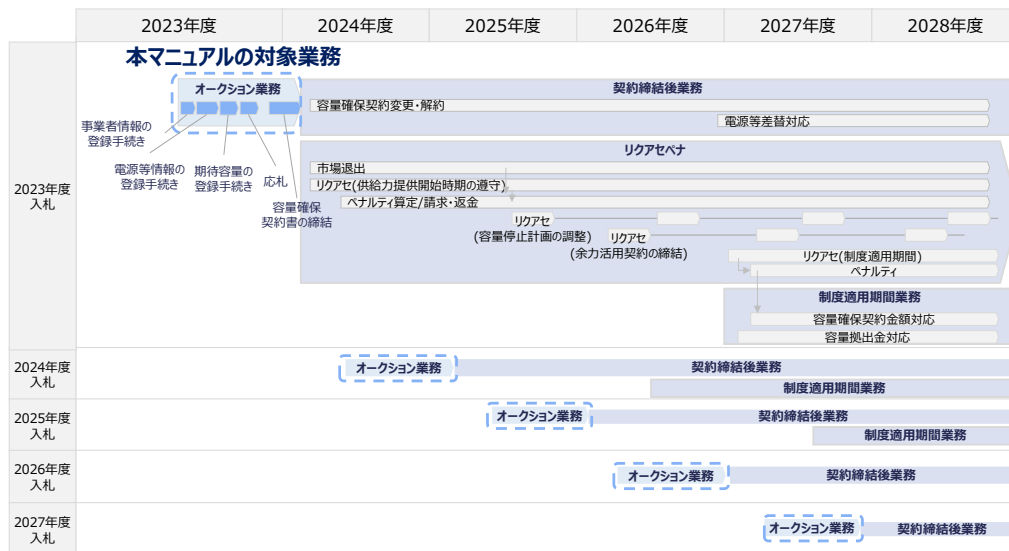 2023年度
2024年度
2025年度
2026年度
2027年度
2028年度
本マニュアルの対象業務
2023年度
入札
オークション業務
事業者情報の
登録手続き
電源等情報の
登録手続き
期待容量の
登録手続き
応札
容量確保
契約書の締結
契約締結後業務
容量確保契約変更・解約
電源等差替対応
リクアセペナ
市場退出
リクアセ(供給力提供開始時期の遵守)
ペナルティ算定/請求・返金
リクアセ
(容量停止計画の調整)
リクアセ
(余力活用契約の締結)
リクアセ(制度適用期間)
ペナルティ
制度適用期間業務
容量確保契約金額対応
容量拠出金対応
2024年度
入札
オークション業務
契約締結後業務
制度適用期間業務
2025年度
入札
オークション業務
契約締結後業務
制度適用期間業務
2026年度
入札
オークション業務
契約締結後業務
2027年度
入札
オークション業務
契約締結後業務